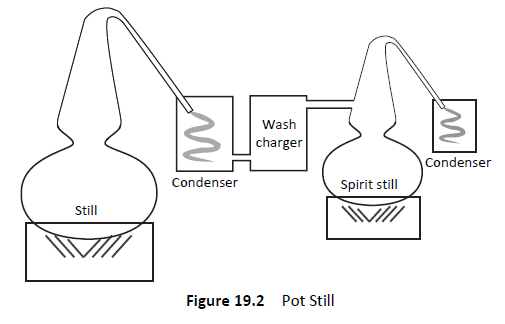 Wash
charger
Condenser
Condenser
Spirit still
Still
Figure 19.2 Pot Still